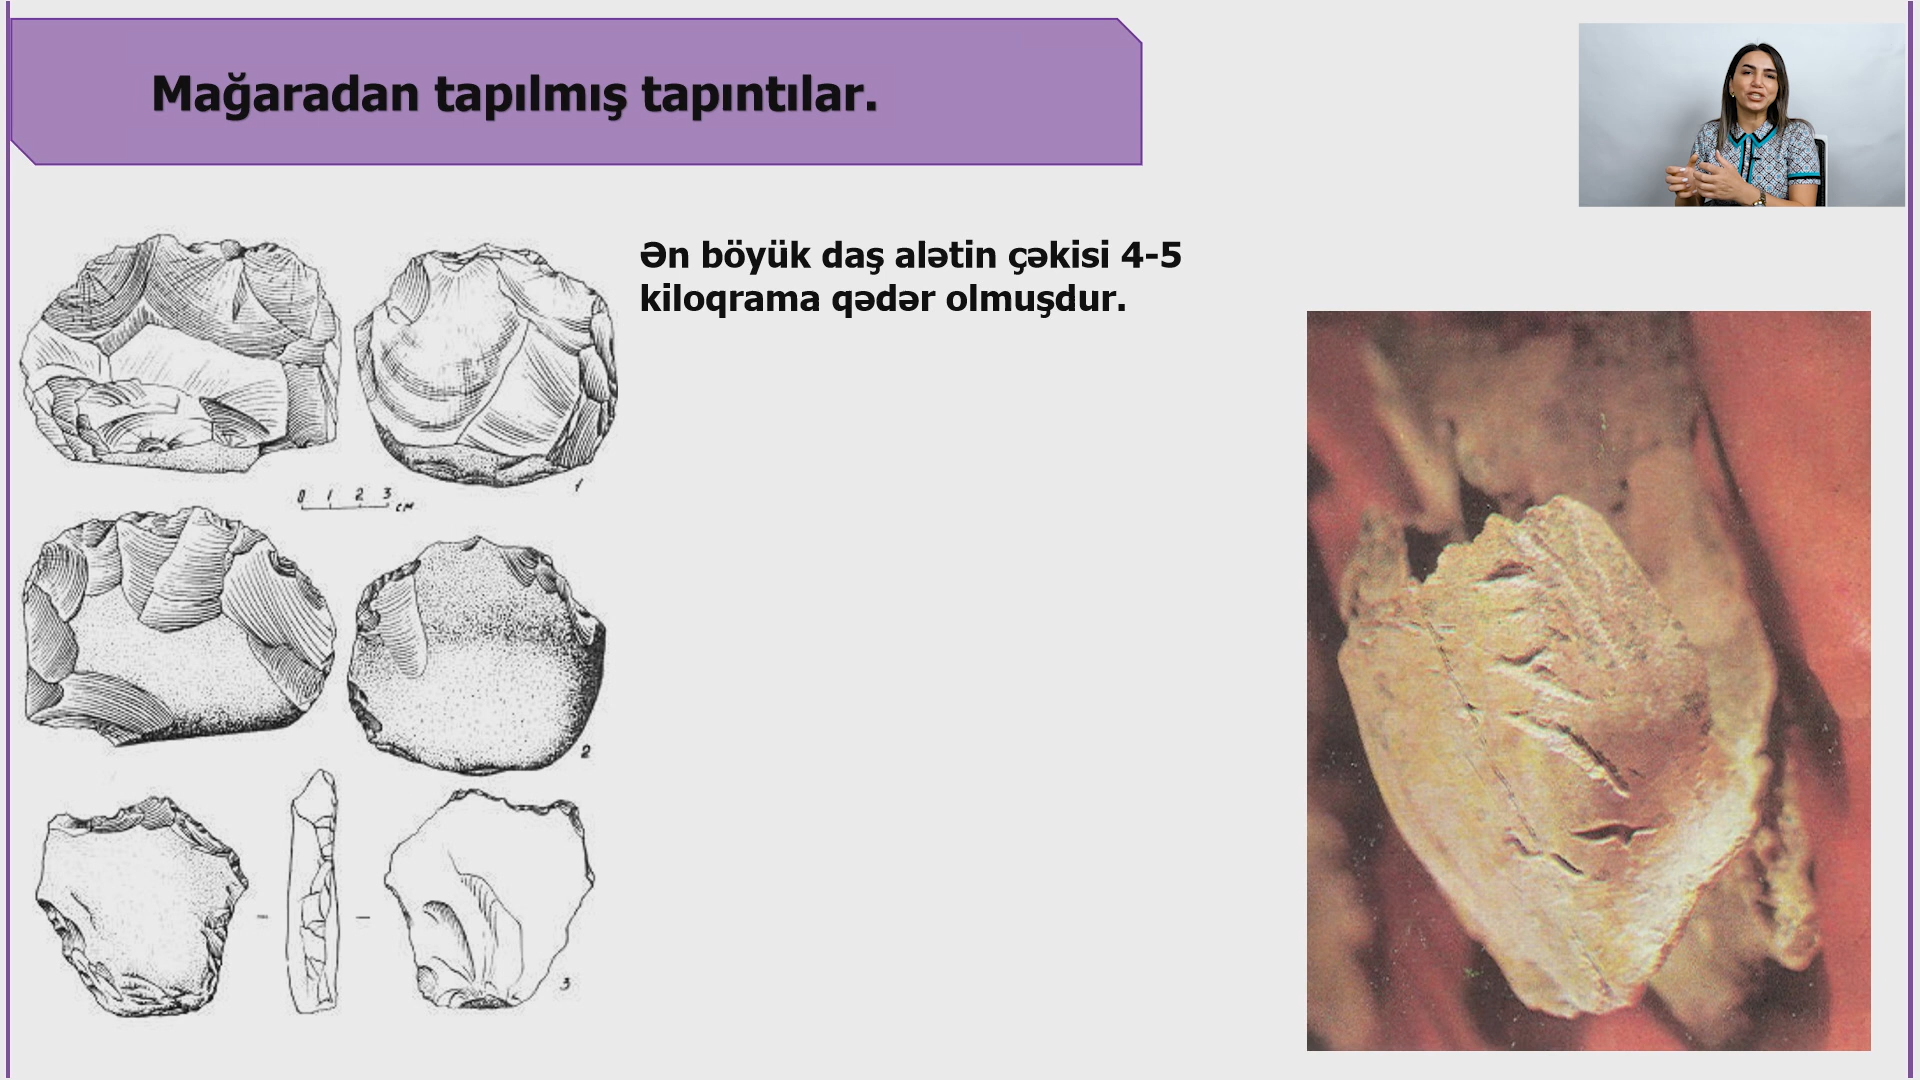 Mağaradan tapılmış tapıntılar.
Ən böyük daş alətin çəkisi 4-5
kiloqrama qədər olmuşdur.
1
0 1 2 3 см
2
3